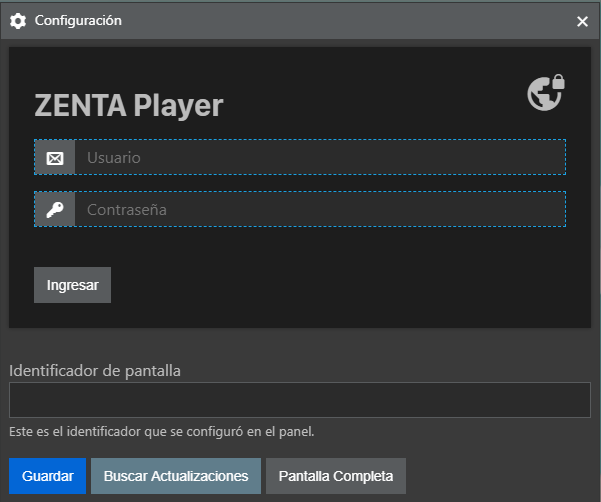 Configuración
ZENTA Player
Usuario
Contraseña
Ingresar
Identificador de pantalla
Este es el identificador que se configuró en el panel.
Guardar
Buscar Actualizaciones
Pantalla Completa